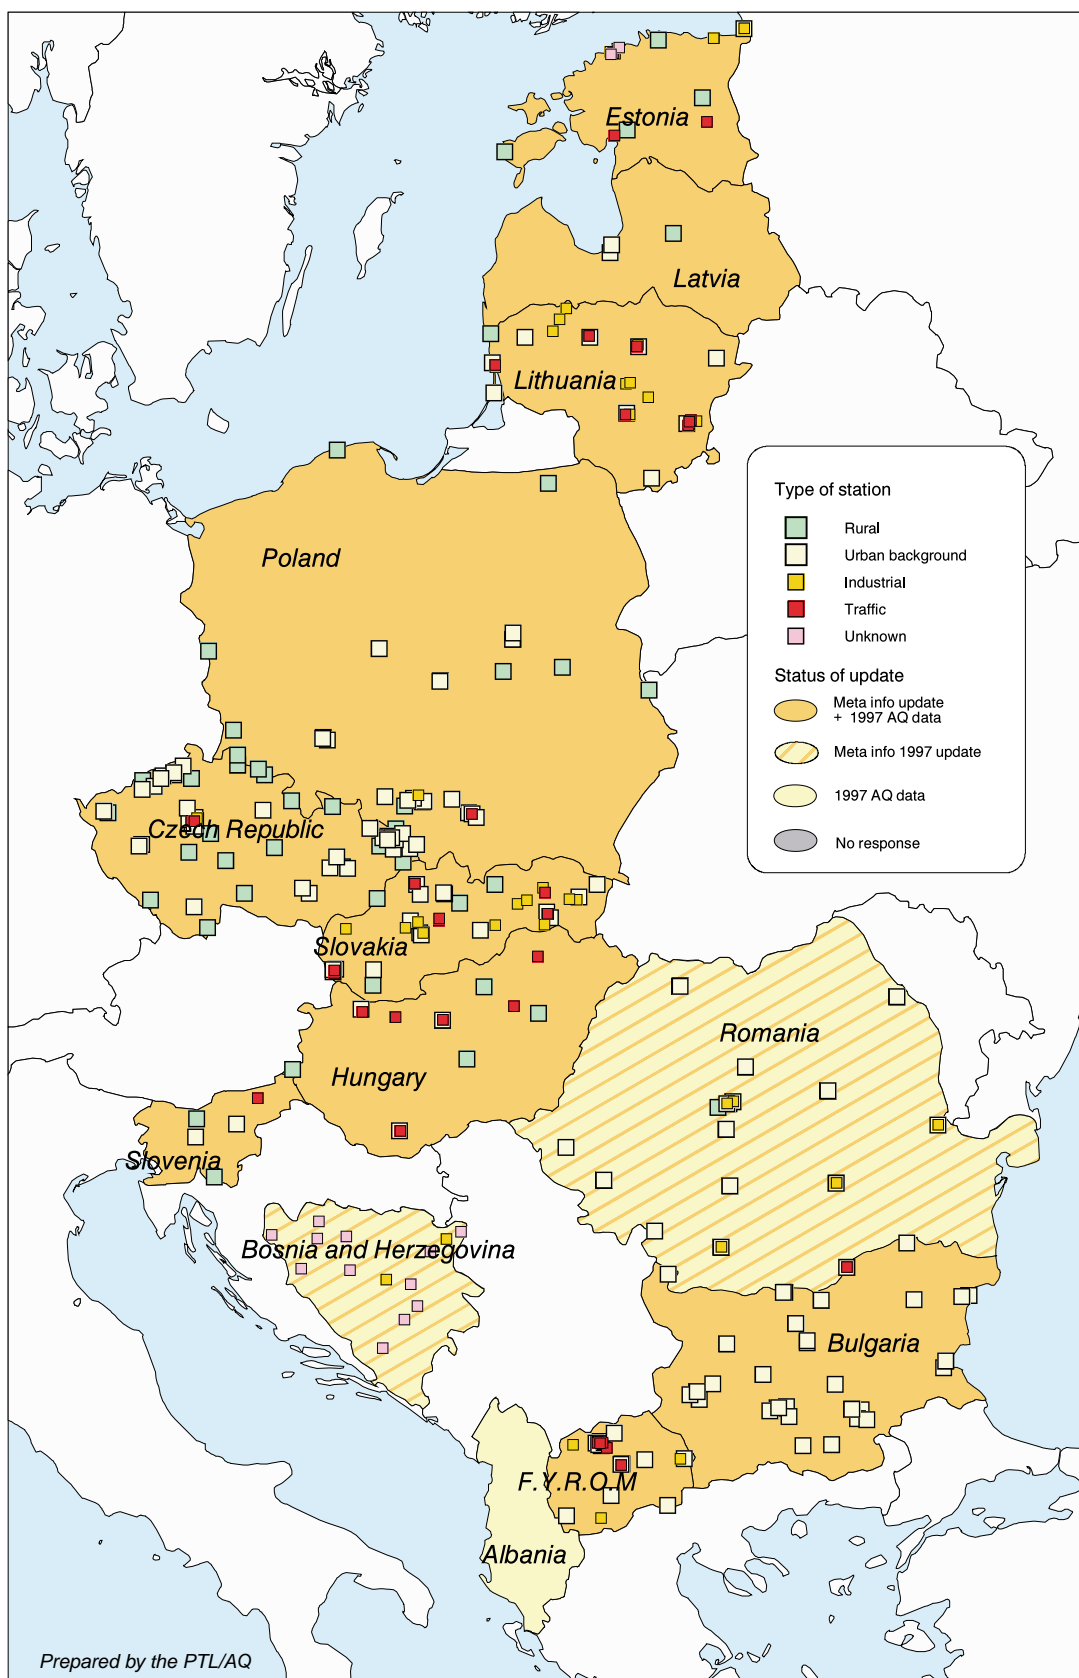 Estonia
Latvia
Lithuania
Poland
Type of station
Rural
Urban background
Industrial
Traffic
Unknown
Status of update
Meta info update
+ 1997 AQ data
Meta info 1997 update
1997 AQ data
No response
Czech Republic
Slovakia
Romania
Hungary
Slovenia
Bosnia and Herzegovina
Bulgaria
F.Y.R.O.M
Albania
Prepared by the PTL/AQ